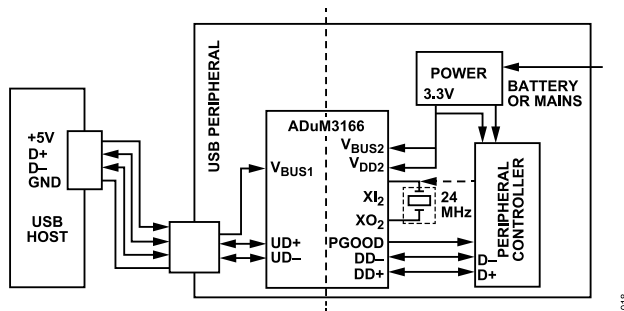 USB PERIPHERAL
POWER
3.3V
BATTERY
OR MAINS
ADuM3166
+5V
D+
D–
GND
USB
HOST
VBUS1
VBUS2
VDD2
XI2
XO2
24
MHz
PERIPHERAL
CONTROLLER
UD+
UD–
PGOOD
DD–
DD+
D–
D+
018